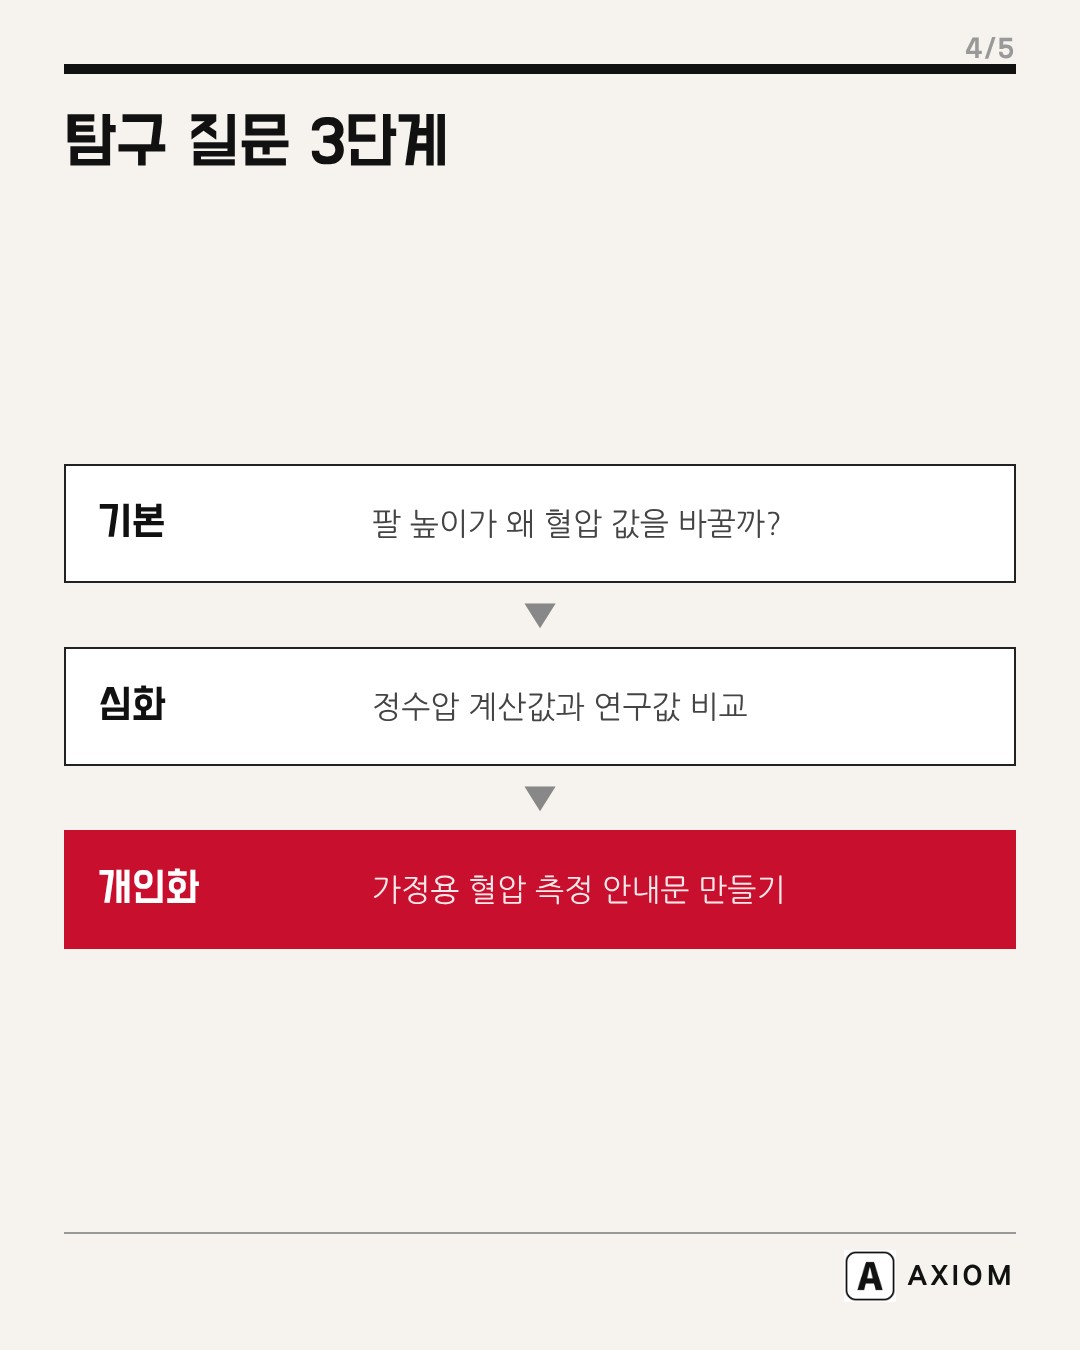 4/5
탐구 질문 3단계
기본 팔 높이가 왜 혈압 값을 바꿀까?
심화 정수압 계산값과 연구값 비교
개인화 가정용 혈압 측정 안내문 만들기
A AXIOM